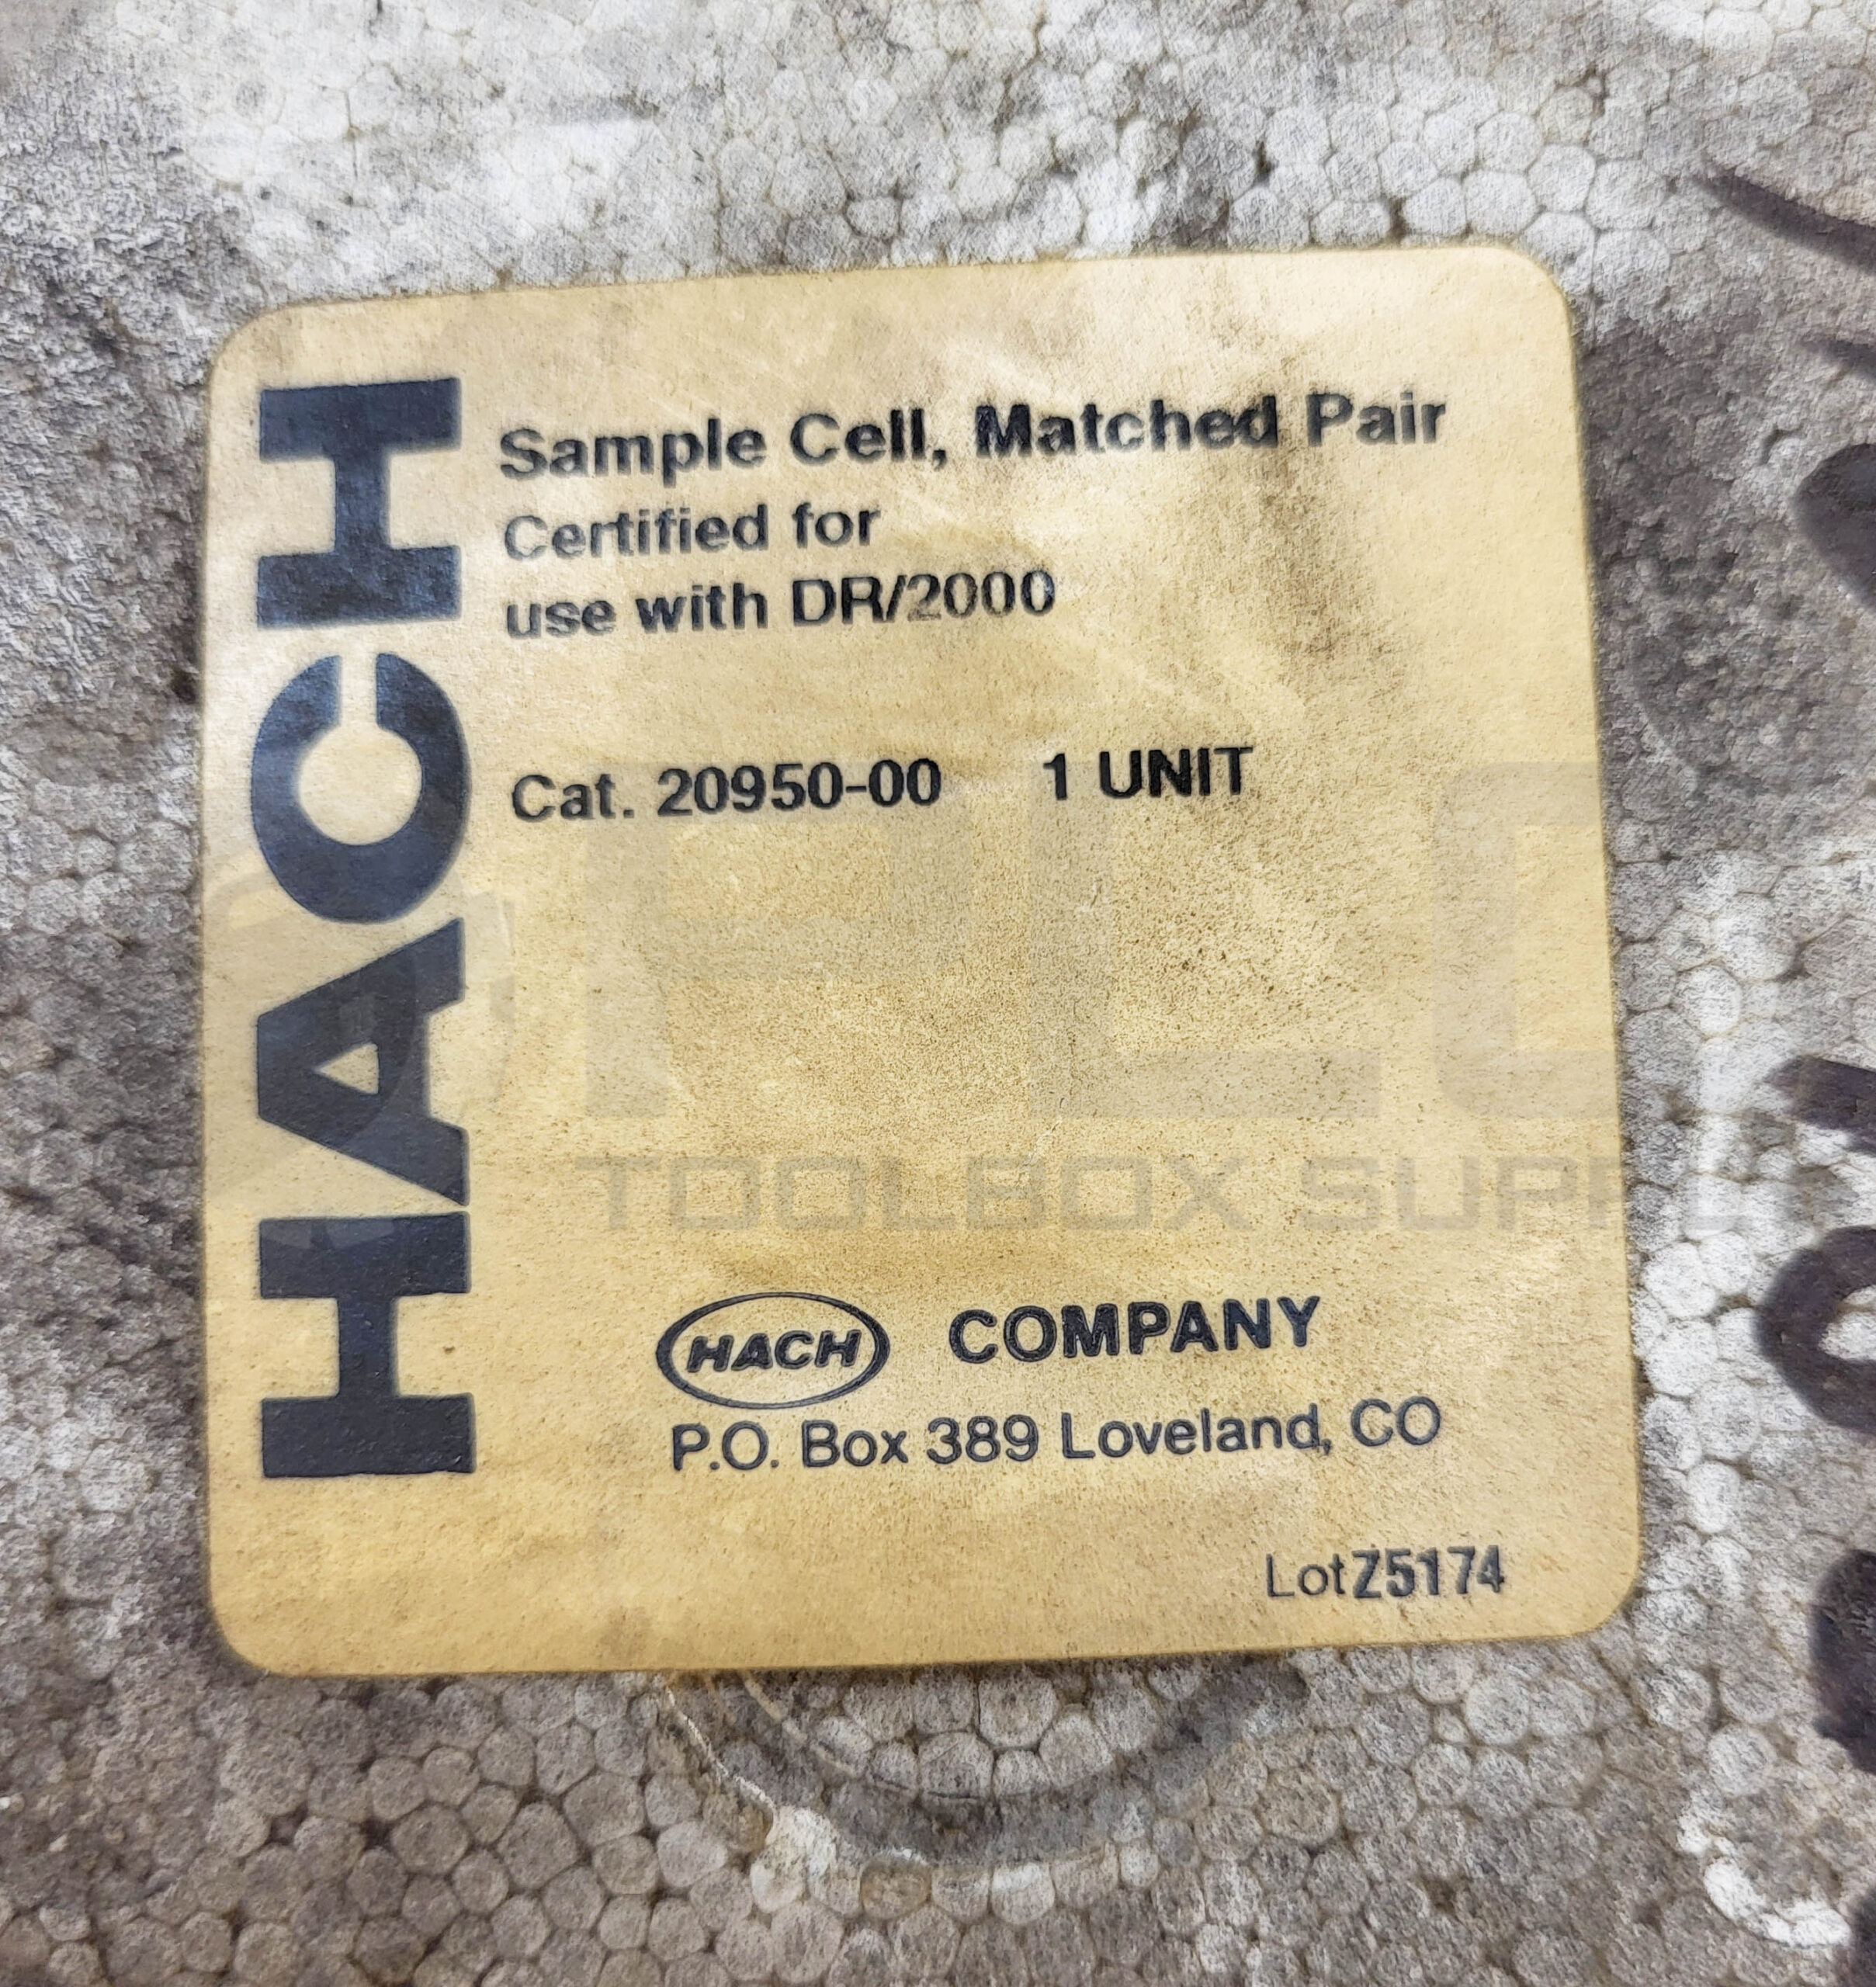 HACH
Sample Cell, Matched Pair
Certified for
use with DR/2000
Cat. 20950-00 1 UNIT
HACH COMPANY
P.O. Box 389 Loveland, CO
Lot Z5174
TOOLBOX